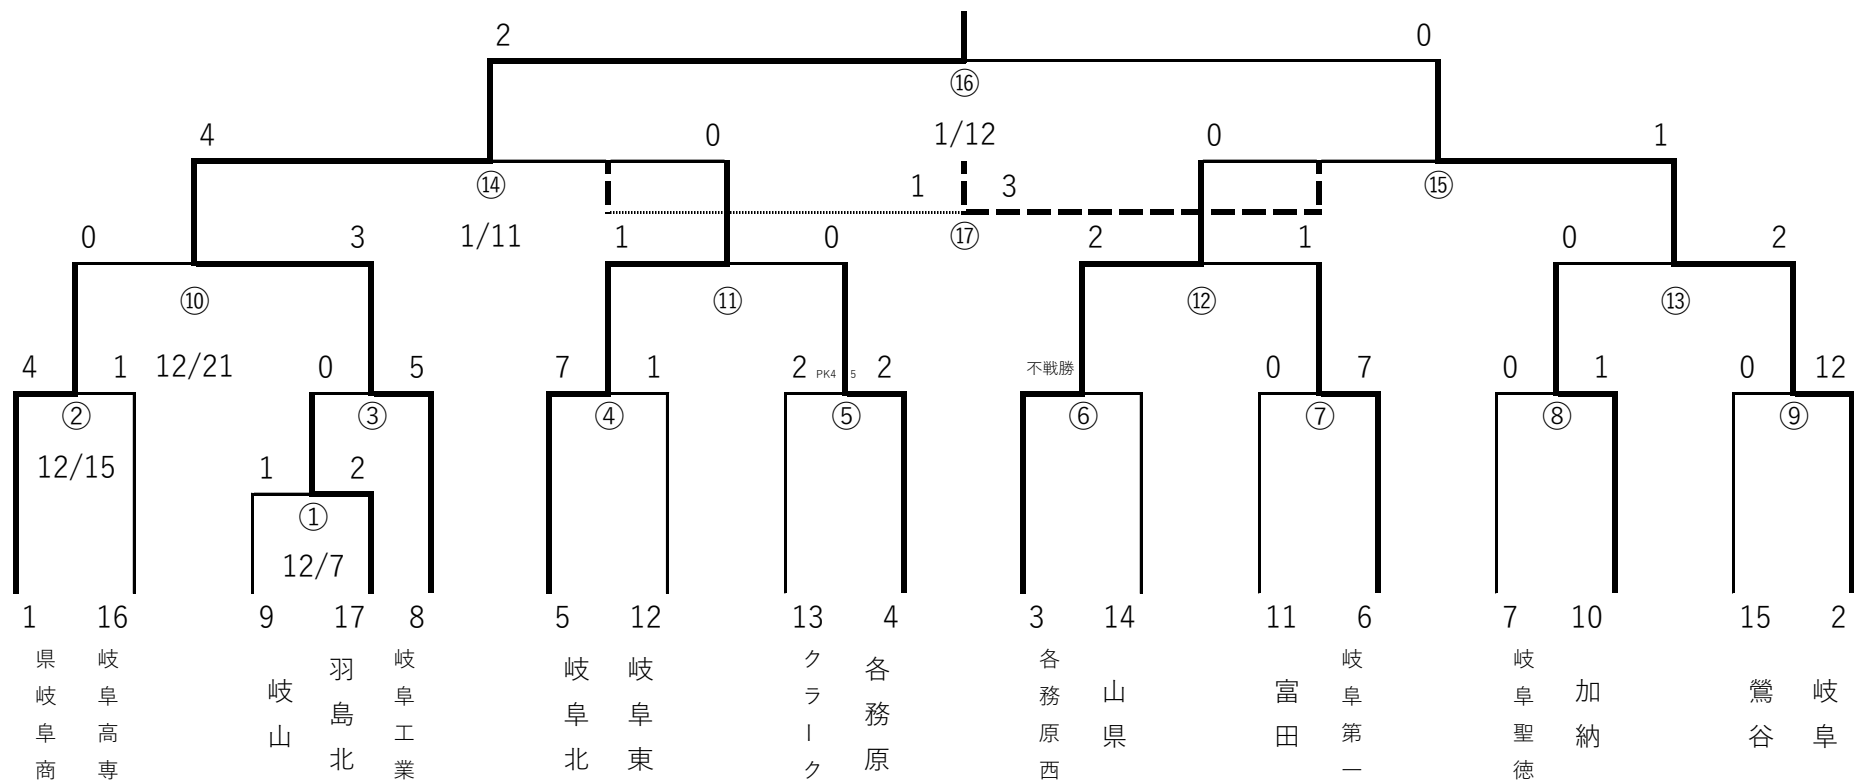 2 0
⑯
4 0 1/12 0 1
⑭ 1 3 ⑮
0 3 1/11 1 0 ⑰ 2 1 0 2
⑩ ⑪ ⑫ ⑬
4 1 12/21 0 5 7 1 2 PK4 5 2 不戦勝 0 7 0 1 0 12
② ③ ④ ⑤ ⑥ ⑦ ⑧ ⑨
12/15 1 2
①
12/7
1 16 9 17 8 5 12 13 4 3 14 11 6 7 10 15 2
県岐阜商
岐阜高専
岐山
羽島北
岐阜工業
岐阜北
岐阜東
クラーク
各務原
各務原西
山県
富田
岐阜第一
岐阜聖徳
加納
鶯谷
岐阜